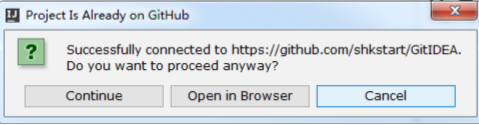 Project Is Already on GitHub
Successfully connected to https://github.com/shkstart/GitIDEA.
Do you want to proceed anyway?
Continue
Open in Browser
Cancel